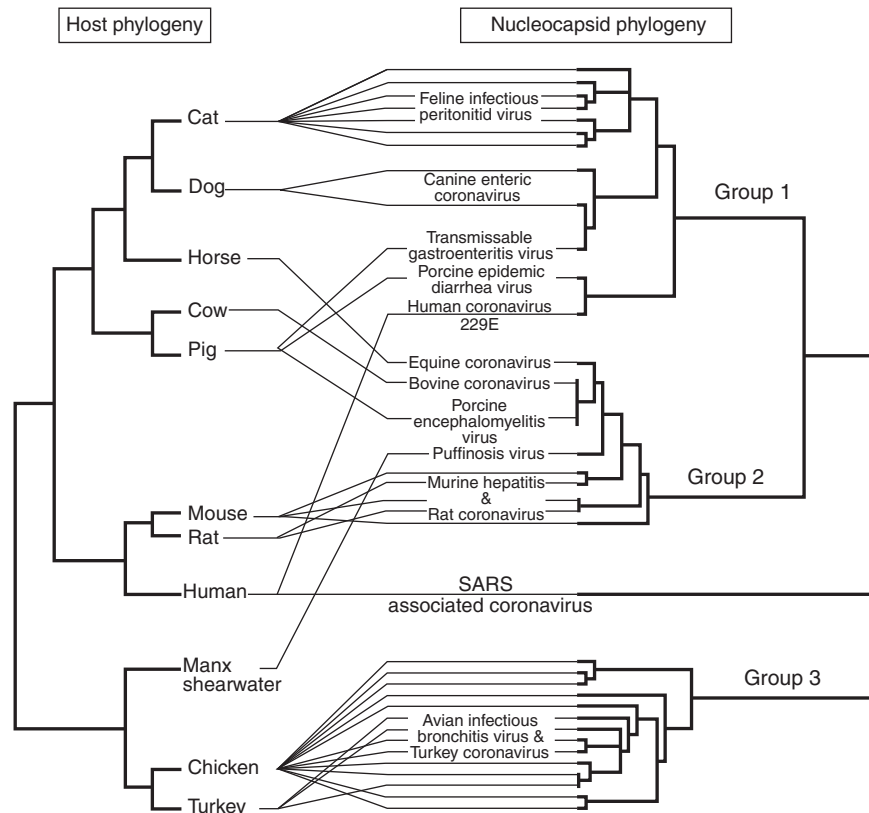 Host phylogeny
Nucleocapsid phylogeny
Cat
Dog
Horse
Cow
Pig
Mouse
Rat
Human
Manx
shearwater
Chicken
Turkey
Feline infectious
peritonitid virus
Canine enteric
coronavirus
Transmissable
gastroenteritis virus
Porcine epidemic
diarrhea virus
Human coronavirus
229E
Equine coronavirus
Bovine coronavirus
Porcine
encephalomyelitis
virus
Puffinosis virus
Murine hepatitis
&
Rat coronavirus
SARS
associated coronavirus
Avian infectious
bronchitis virus &
Turkey coronavirus
Group 1
Group 2
Group 3